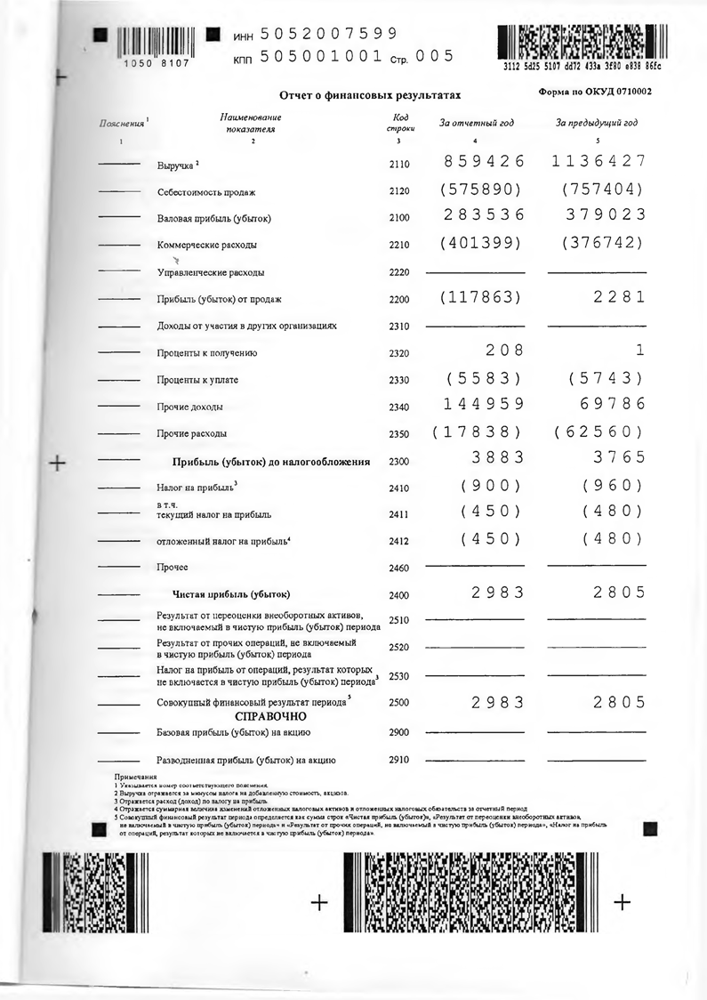 ИНН 5052007599
КПП 505001001 Стр. 005
1050 8107
3112 5d25 5107 dd72 433a 3f80 e838 86fc
Отчет о финансовых результатах
Форма по ОКУД 0710002
Пояснения 1 Наименование показателя Код строки За отчетный год За предыдущий год
1 2 3 4 5
Выручка 2 2110 859426 1136427
Себестоимость продаж 2120 (575890) (757404)
Валовая прибыль (убыток) 2100 283536 379023
Коммерческие расходы 2210 (401399) (376742)
Управленческие расходы 2220
Прибыль (убыток) от продаж 2200 (117863) 2281
Доходы от участия в других организациях 2310
Проценты к получению 2320 208 1
Проценты к уплате 2330 (5583) (5743)
Прочие доходы 2340 144959 69786
Прочие расходы 2350 (17838) (62560)
Прибыль (убыток) до налогообложения 2300 3883 3765
Налог на прибыль 3 2410 (900) (960)
в т.ч.
текущий налог на прибыль 2411 (450) (480)
отложенный налог на прибыль 4 2412 (450) (480)
Прочее 2460
Чистая прибыль (убыток) 2400 2983 2805
Результат от переоценки внеоборотных активов,
не включаемый в чистую прибыль (убыток) периода 2510
Результат от прочих операций, не включаемый
в чистую прибыль (убыток) периода 2520
Налог на прибыль от операций, результат которых
не включается в чистую прибыль (убыток) периода 3 2530
Совокупный финансовый результат периода 5 2500 2983 2805
СПРАВОЧНО
Базовая прибыль (убыток) на акцию 2900
Разводненная прибыль (убыток) на акцию 2910
Примечания
1 Указывается номер соответствующего пояснения.
2 Выручка отражается за минусом налога на добавленную стоимость, акцизов.
3 Отражается расход (доход) по налогу на прибыль
4 Отражается суммарная величина изменений отложенных налоговых активов и отложенных налоговых обязательств за отчетный период
5 Совокупный финансовый результат периода определяется как сумма строк «Чистая прибыль (убыток)», «Результат от переоценки внеоборотных активов,
не включаемый в чистую прибыль (убыток) периода» и «Результат от прочих операций, не включаемый в чистую прибыль (убыток) периода», «Налог на прибыль
от операций, результат которых не включается в чистую прибыль (убыток) периода».